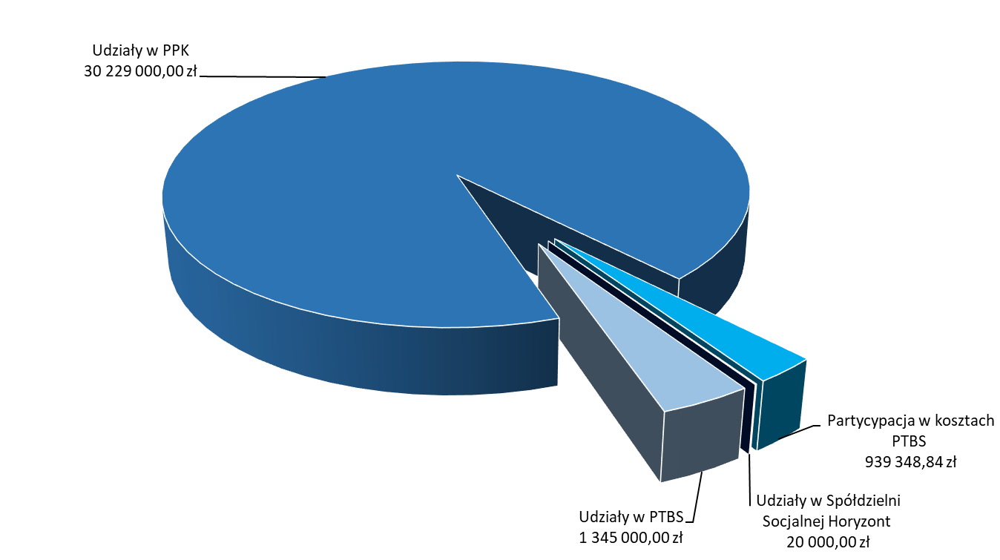 Udziały w PPK
30 229 000,00 zł
Partycypacja w kosztach
PTBS
939 348,84 zł
Udziały w Spółdzielni
Socjalnej Horyzont
20 000,00 zł
Udziały w PTBS
1 345 000,00 zł